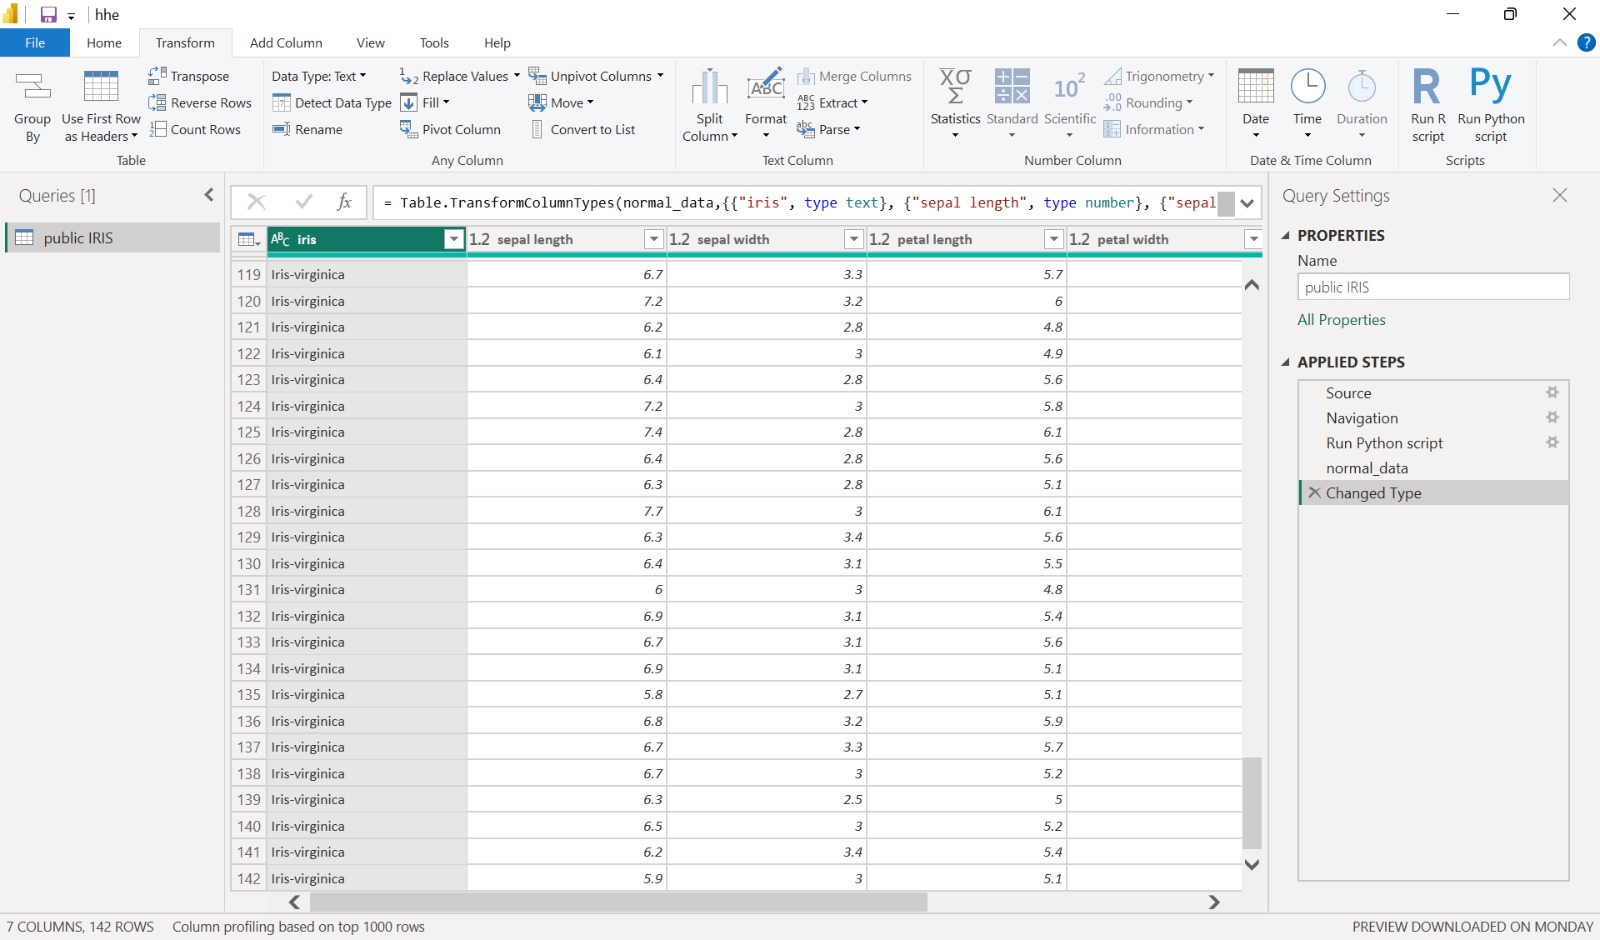 hhe
File Home Transform Add Column View Tools Help
Group By
Use First Row as Headers
Transpose
Reverse Rows
Count Rows
Table
Data Type: Text
Detect Data Type
Rename
1 2 Replace Values
Fill
Pivot Column
Unpivot Columns
Move
Convert to List
Any Column
Split Column
ABC
Format
Merge Columns
ABC 123 Extract
abc Parse
Text Column
XΣσ
Statistics
Standard
10²
Scientific
Trigonometry
.00 .0 Rounding
Information
Number Column
Date
Time
Duration
Date & Time Column
R
Run R script
Py
Run Python script
Scripts
?
Queries [1]
public IRIS
fx = Table.TransformColumnTypes(normal_data,{{"iris", type text}, {"sepal length", type number}, {"sepal
ABC iris 1.2 sepal length 1.2 sepal width 1.2 petal length 1.2 petal width
119 Iris-virginica 6.7 3.3 5.7
120 Iris-virginica 7.2 3.2 6
121 Iris-virginica 6.2 2.8 4.8
122 Iris-virginica 6.1 3 4.9
123 Iris-virginica 6.4 2.8 5.6
124 Iris-virginica 7.2 3 5.8
125 Iris-virginica 7.4 2.8 6.1
126 Iris-virginica 6.4 2.8 5.6
127 Iris-virginica 6.3 2.8 5.1
128 Iris-virginica 7.7 3 6.1
129 Iris-virginica 6.3 3.4 5.6
130 Iris-virginica 6.4 3.1 5.5
131 Iris-virginica 6 3 4.8
132 Iris-virginica 6.9 3.1 5.4
133 Iris-virginica 6.7 3.1 5.6
134 Iris-virginica 6.9 3.1 5.1
135 Iris-virginica 5.8 2.7 5.1
136 Iris-virginica 6.8 3.2 5.9
137 Iris-virginica 6.7 3.3 5.7
138 Iris-virginica 6.7 3 5.2
139 Iris-virginica 6.3 2.5 5
140 Iris-virginica 6.5 3 5.2
141 Iris-virginica 6.2 3.4 5.4
142 Iris-virginica 5.9 3 5.1
Query Settings
PROPERTIES
Name
public IRIS
All Properties
APPLIED STEPS
Source
Navigation
Run Python script
normal_data
Changed Type
7 COLUMNS, 142 ROWS Column profiling based on top 1000 rows PREVIEW DOWNLOADED ON MONDAY